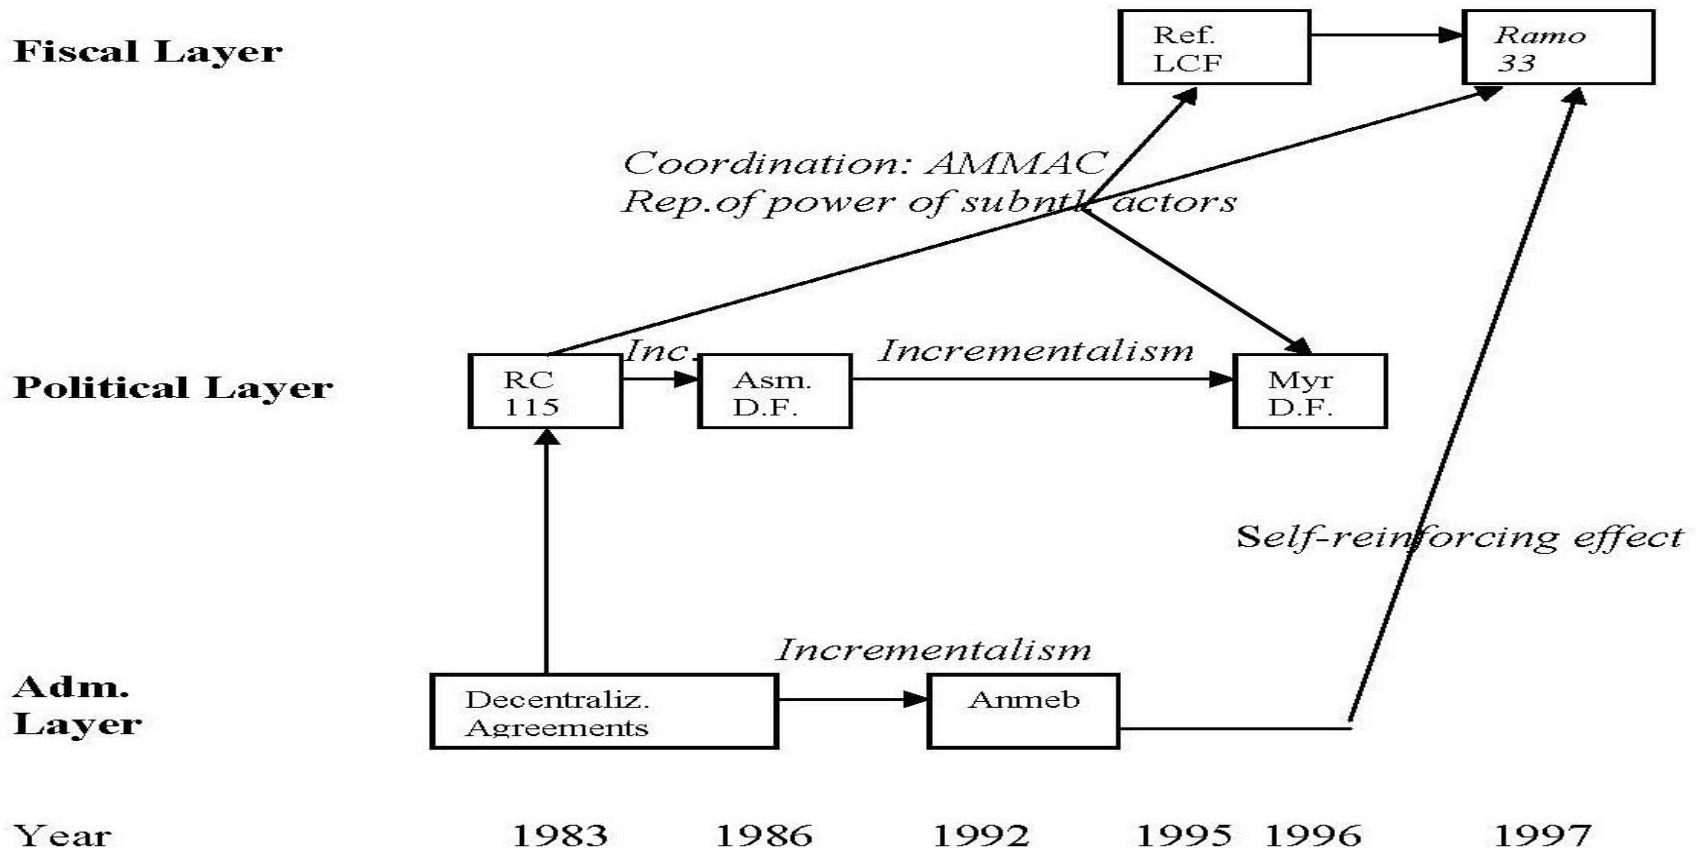 Fiscal Layer
Ref.
LCF
Ramo
33
Coordination: AMMAC
Rep.of power of subntl. actors
Political Layer
RC
115
Inc.
Asm.
D.F.
Incrementalism
Myr
D.F.
Self-reinforcing effect
Incrementalism
Adm.
Layer
Decentraliz.
Agreements
Anmeb
Year 1983 1986 1992 1995 1996 1997